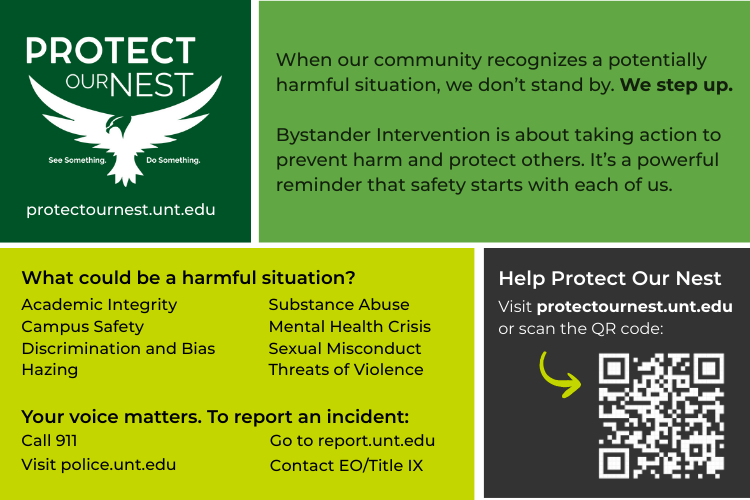 PROTECT
OUR NEST
See Something. Do Something.
protectournest.unt.edu
When our community recognizes a potentially
harmful situation, we don't stand by. We step up.
Bystander Intervention is about taking action to
prevent harm and protect others. It's a powerful
reminder that safety starts with each of us.
What could be a harmful situation?
Academic Integrity
Campus Safety
Discrimination and Bias
Hazing
Substance Abuse
Mental Health Crisis
Sexual Misconduct
Threats of Violence
Your voice matters. To report an incident:
Call 911
Visit police.unt.edu
Go to report.unt.edu
Contact EO/Title IX
Help Protect Our Nest
Visit protectournest.unt.edu
or scan the QR code: